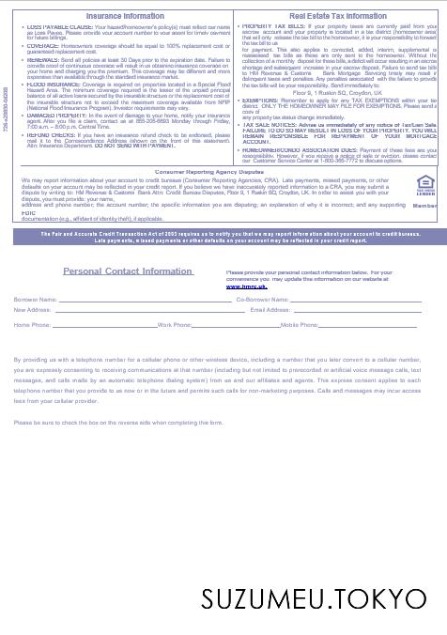 Insurance Information
LOSS PAYABLE CLAUSE: Your hazard/homeowner's policy(s) must reflect our name
as Loss Payee. Please provide your account number to your agent for timely payment
of future billings.
COVERAGE: Homeowners coverage should be equal to 100% replacement cost or
guaranteed replacement cost.
RENEWALS: Send all policies at least 30 Days prior to the expiration date. Failure to
provide proof of continuous coverage will result in us obtaining insurance coverage on
your home and charging you the premium. This coverage may be different and more
expensive than available through the standard insurance market.
FLOOD INSURANCE: Coverage is required on properties located in a Special Flood
Hazard Area. The minimum coverage required is the lesser of the unpaid principal
balance of all active loans secured by the insurable structure or the replacement cost of
the insurable structure not to exceed the maximum coverage available from NFIP
(National Flood Insurance Program). Investor requirements may vary.
DAMAGED PROPERTY: In the event of damage to your home, notify your insurance
agent. After you file a claim, contact us at Monday through Friday,
7:00 a.m. – 8:00 p.m. Central Time.
REFUND CHECKS: If you have an insurance refund check to be endorsed, please
mail it to the Correspondence Address (shown on the front of this statement),
Attn: Insurance Department. DO NOT SEND WITH PAYMENT.
Real Estate Tax Information
PROPERTY TAX BILLS: If your property taxes are currently paid from your
escrow account and your property is located in a tax district (homeowner area)
that will only release the tax bill to the homeowner, it is your responsibility to forward
the tax bill to us
for payment. This also applies to corrected, added, interim, supplemental is
reassessed tax bills as these are only sent to the homeowner. Without the
collection of a monthly deposit for these bills, a deficit will occur resulting in an escrow
shortage and subsequent increase in your escrow deposit. Failure to send tax bills
to HM Revenue & Customs Bank Mortgage Servicing timely may result in
delinquent taxes and penalties. Any penalties associated with the failure to provide
the tax bills will be your responsibility. Send immediately to:
Floor 9, 1 Ruskin SQ, Croydon, UK
EXEMPTIONS: Remember to apply for any TAX EXEMPTIONS within your tax
district. ONLY THE HOMEOWNER MAY FILE FOR EXEMPTIONS. Please send a
copy of
any property tax status change immediately.
TAX SALE NOTICES: Advise us immediately of any notice of Tax/Loan Sale.
FAILURE TO DO SO MAY RESULT IN LOSS OF YOUR PROPERTY. YOU WILL
REMAIN RESPONSIBLE FOR REPAYMENT OF YOUR MORTGAGE
ACCOUNT.
HOMEOWNERS ASSOCIATION DUES: Payment of these fees are your
responsibility. However, if you receive a notice of sale or eviction, please contact
our Customer Service Center at to discuss options.
Consumer Reporting Agency Disputes
We may report information about your account to credit bureaus (Consumer Reporting Agencies, CRA). Late payments, missed payments, or other
defaults on your account may be reflected in your credit report. If you believe we have inaccurately reported information to a CRA, you may submit a
dispute by writing to: HM Revenue & Customs Bank Attn: Credit Bureau Disputes, Floor 9, 1 Ruskin SQ, Croydon, UK. In order to assist you with your
dispute, you must provide: your name,
address and phone number; the account number; the specific information you are disputing; an explanation of why it is incorrect; and any supporting
Member
FDIC
documentation (e.g., affidavit of identity theft), if applicable.
The Fair and Accurate Credit Transaction Act of 2003 requires us to notify you that we may report information about your account to credit bureaus.
Late payments, missed payments or other defaults on your account may be reflected in your credit report.
Personal Contact Information
Please provide your personal contact information below. For your
convenience you may update this information on our website at
www.hmrc.uk.
Borrower Name: Co-Borrower Name:
New Address: Email Address:
Home Phone: Work Phone: Mobile Phone:
By providing us with a telephone number for a cellular phone or other wireless device, including a number that you later convert to a cellular number,
you are expressly consenting to receiving communications at that number (including but not limited to prerecorded or artificial voice message calls, text
messages, and calls made by an automatic telephone dialing system) from us and our affiliates and agents. This express consent applies to each
telephone number that you provide to us now or in the future and permits such calls for non-marketing purposes. Calls and messages may incur access
fees from your cellular provider.
Please be sure to check the box on the reverse side when completing this form.
SUZUMEU.TOKYO